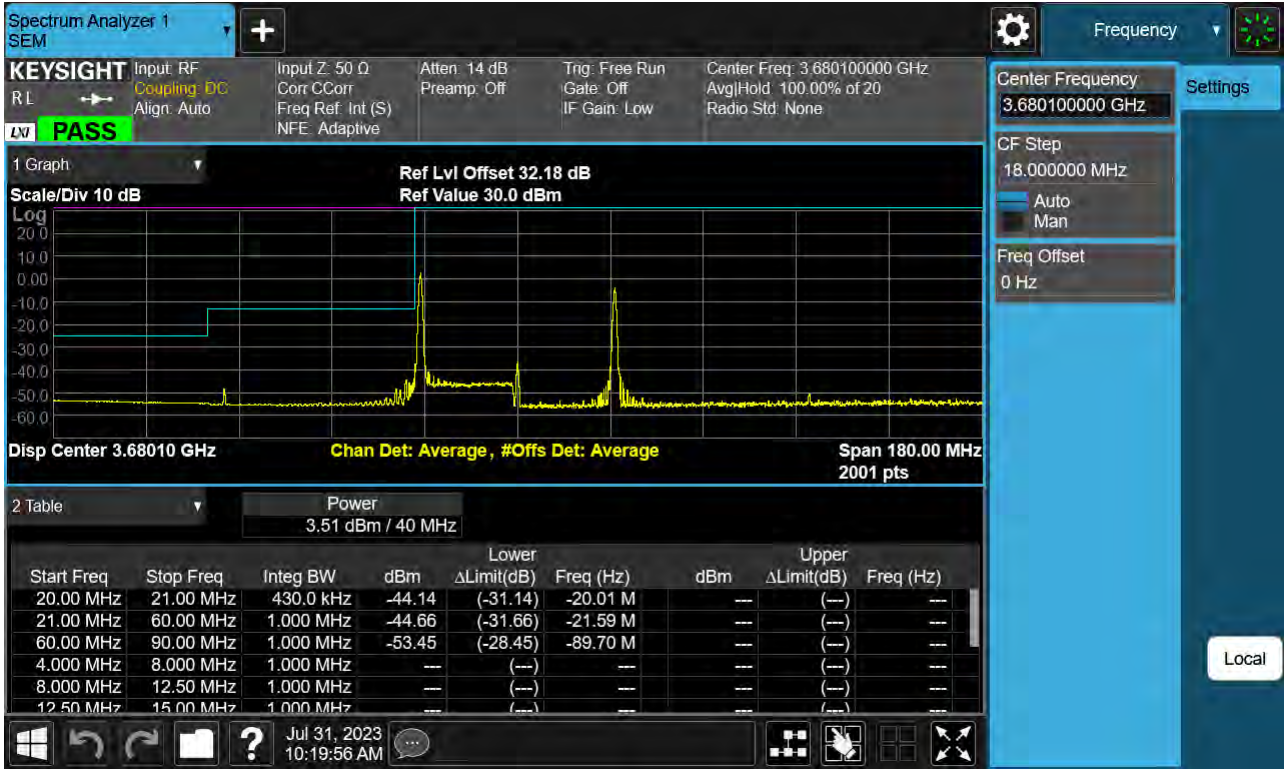 Spectrum Analyzer 1
SEM
+
Frequency
KEYSIGHT
R L
LXI
PASS
Input: RF
Coupling: DC
Align: Auto
Input Z: 50 Ω
Corr CCorr
Freq Ref: Int (S)
NFE: Adaptive
Atten: 14 dB
Preamp: Off
Trig: Free Run
Gate: Off
IF Gain: Low
Center Freq: 3.680100000 GHz
Avg|Hold: 100.00% of 20
Radio Std: None
Center Frequency
3.680100000 GHz
Settings
CF Step
18.000000 MHz
Auto
Man
Freq Offset
0 Hz
1 Graph
Scale/Div 10 dB
Ref Lvl Offset 32.18 dB
Ref Value 30.0 dBm
Log
20.0
10.0
0.00
-10.0
-20.0
-30.0
-40.0
-50.0
-60.0
Disp Center 3.68010 GHz
Chan Det: Average, #Offs Det: Average
Span 180.00 MHz
2001 pts
2 Table
Power
3.51 dBm / 40 MHz
Lower Upper
Start Freq Stop Freq Integ BW dBm ΔLimit(dB) Freq (Hz) dBm ΔLimit(dB) Freq (Hz)
20.00 MHz 21.00 MHz 430.0 kHz -44.14 (-31.14) -20.01 M --- (---) ---
21.00 MHz 60.00 MHz 1.000 MHz -44.66 (-31.66) -21.59 M --- (---) ---
60.00 MHz 90.00 MHz 1.000 MHz -53.45 (-28.45) -89.70 M --- (---) ---
4.000 MHz 8.000 MHz 1.000 MHz --- (---) --- --- (---) ---
8.000 MHz 12.50 MHz 1.000 MHz --- (---) --- --- (---) ---
12.50 MHz 15.00 MHz 1.000 MHz --- (---) --- --- (---) ---
Local
?
Jul 31, 2023
10:19:56 AM